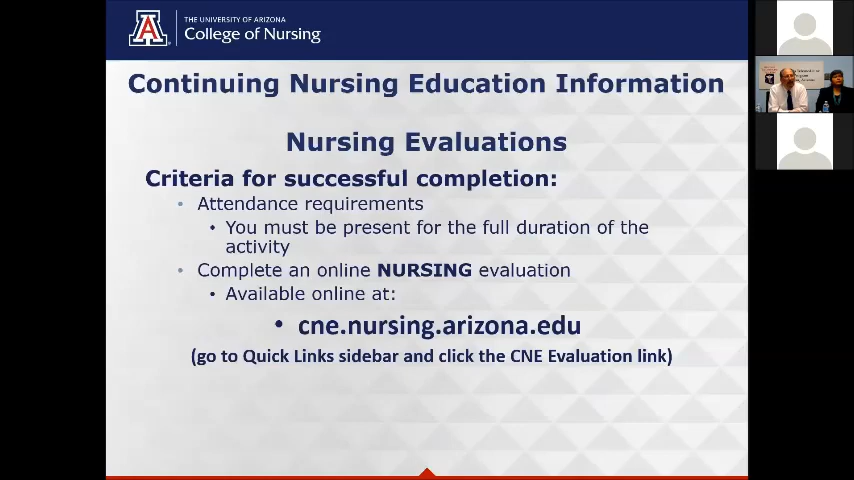 THE UNIVERSITY OF ARIZONA
College of Nursing
Continuing Nursing Education Information
Nursing Evaluations
Criteria for successful completion:
• Attendance requirements
• You must be present for the full duration of the
activity
• Complete an online NURSING evaluation
• Available online at:
• cne.nursing.arizona.edu
(go to Quick Links sidebar and click the CNE Evaluation link)